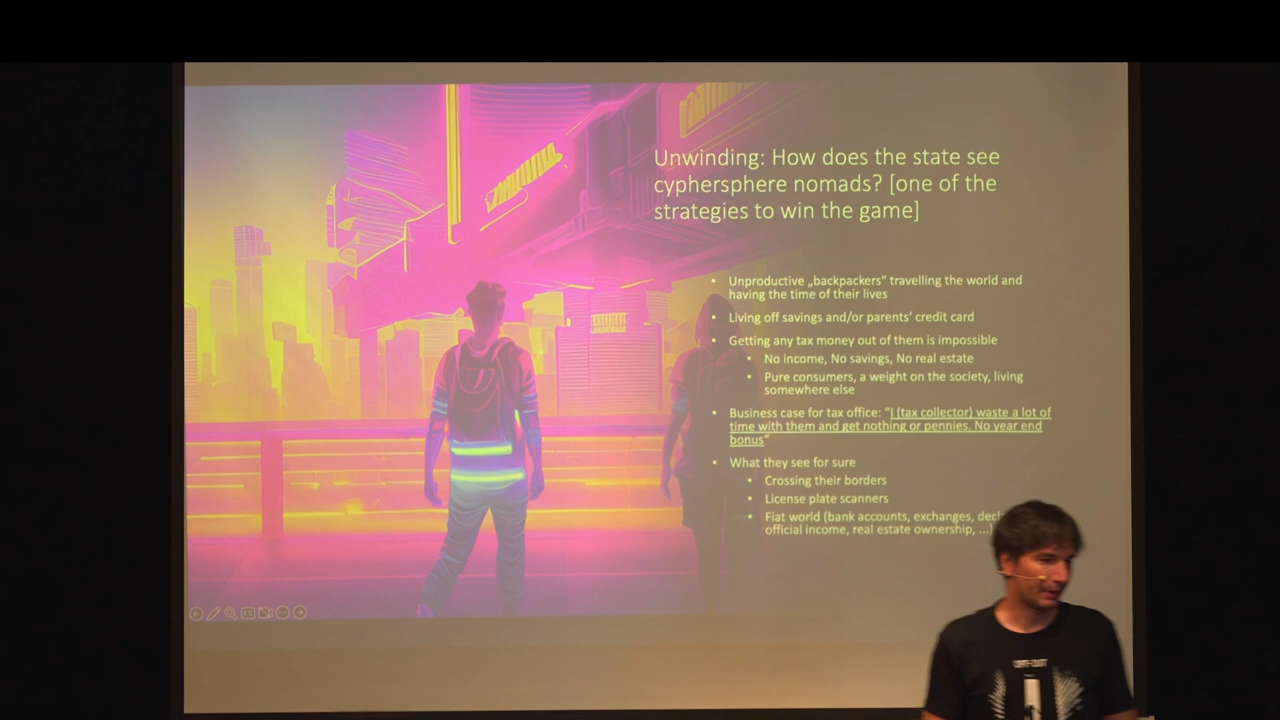 Unwinding: How does the state see
cyphersphere nomads? [one of the
strategies to win the game]
• Unproductive „backpackers“ travelling the world and
having the time of their lives
• Living off savings and/or parents’ credit card
• Getting any tax money out of them is impossible
• No income, No savings, No real estate
• Pure consumers, a weight on the society, living
somewhere else
• Business case for tax office: “I (tax collector) waste a lot of
time with them and get nothing or pennies. No year end
bonus“
• What they see for sure
• Crossing their borders
• License plate scanners
• Fiat world (bank accounts, exchanges,
official income, real estate ownership, ...)
OPT-OUT